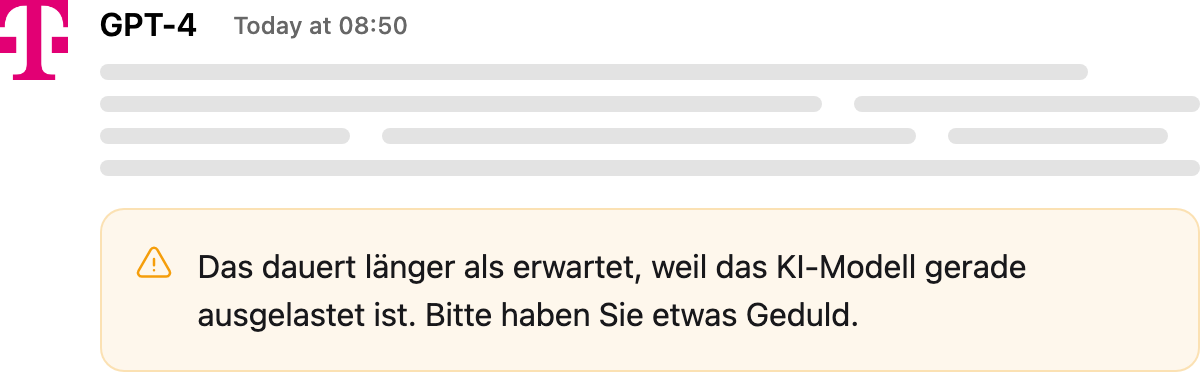 GPT-4 Today at 08:50
Das dauert länger als erwartet, weil das KI-Modell gerade
ausgelastet ist. Bitte haben Sie etwas Geduld.